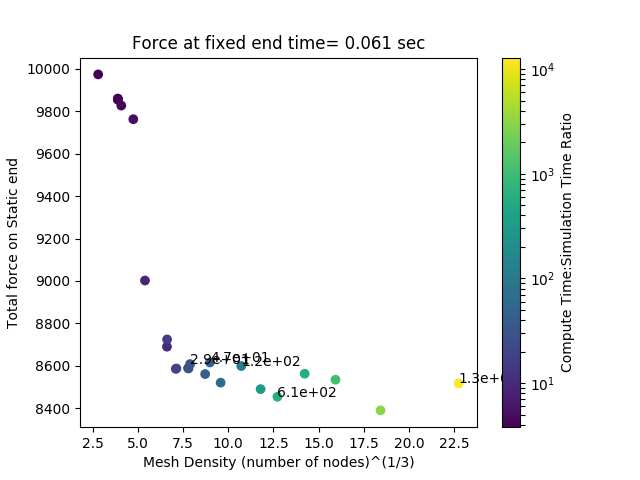 Force at fixed end time= 0.061 sec
Total force on Static end
10000
9800
9600
9400
9200
9000
8800
8600
8400
2.9e+01
4.7e+01
1.2e+02
6.1e+02
1.3e+0
2.5
5.0
7.5
10.0
12.5
15.0
17.5
20.0
22.5
Mesh Density (number of nodes)^(1/3)
10^4
10^3
10^2
10^1
Compute Time:Simulation Time Ratio